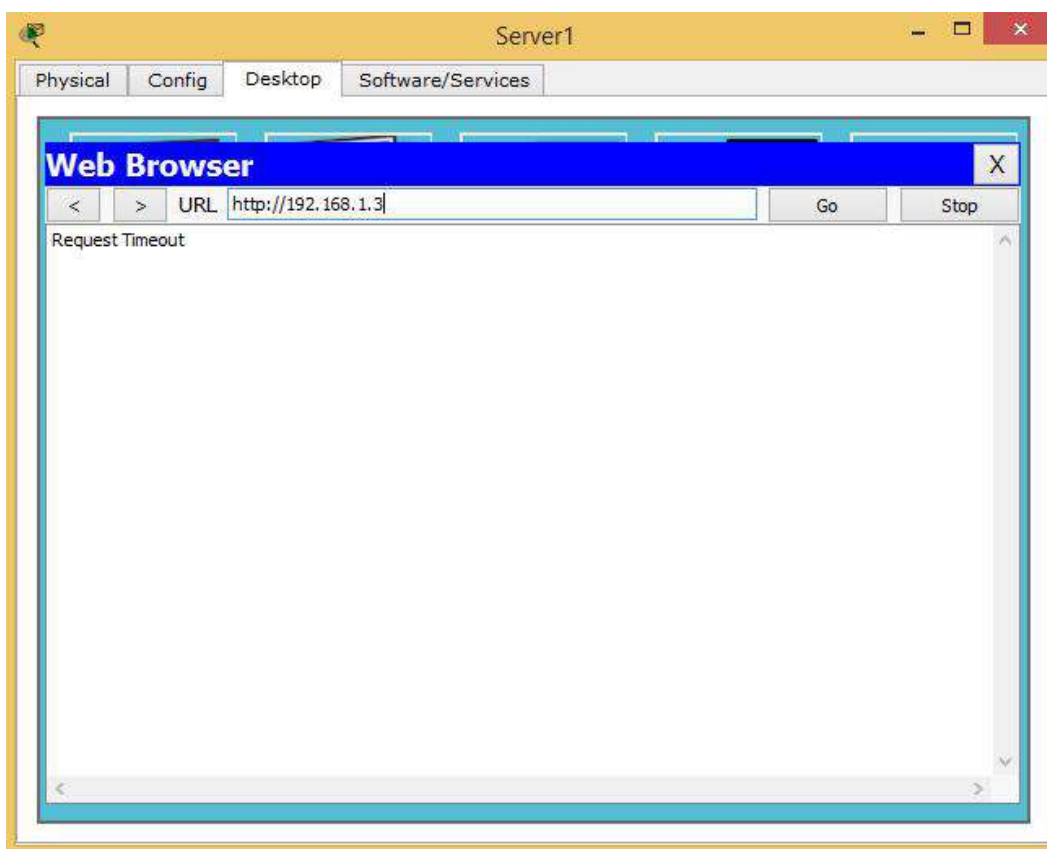 Server1
Physical Config Desktop Software/Services
Web Browser X
< > URL http://192.168.1.3 Go Stop
Request Timeout